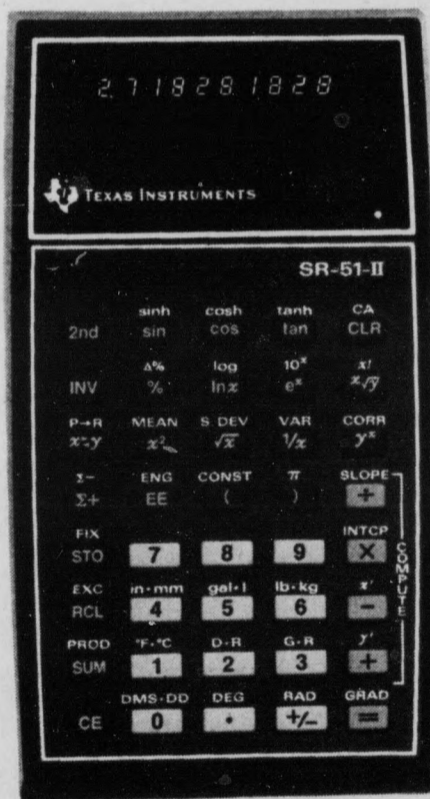 2.718281828
TEXAS INSTRUMENTS
SR-51-II
sinh cosh tanh CA
2nd sin cos tan CLR
Δ% log 10ˣ x!
INV % lnx eˣ ˣ√y
P→R MEAN S. DEV VAR CORR
x⇄y x² √x 1/x yˣ
Σ− ENG CONST π SLOPE
Σ+ EE ( ) ÷
FIX INTCP
STO 7 8 9 ×
EXC in·mm gal·l lb·kg x'
RCL 4 5 6 −
PROD °F·°C D·R G·R y'
SUM 1 2 3 +
DMS·DD DEG RAD GRAD
CE 0 . +/− =
COMPUTE